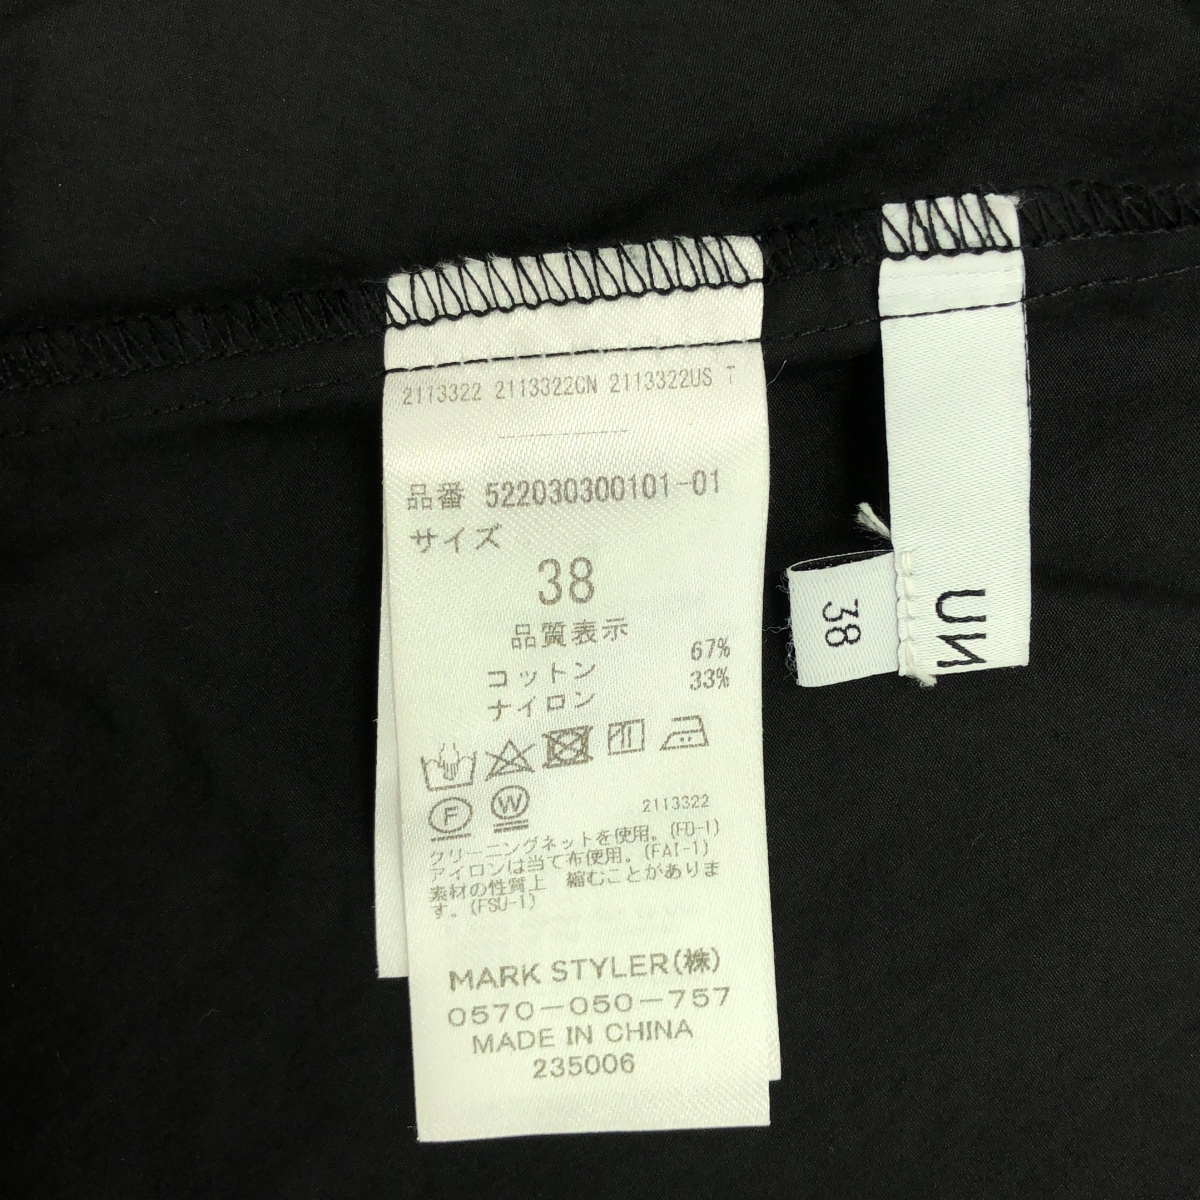 2113322 2113322CN 2113322US T
品番 522030300101-01
サイズ
38
品質表示
コットン 67%
ナイロン 33%
F W
2113322
クリーニングネットを使用。(FD-1)
アイロンは当て布使用。(FAI-1)
素材の性質上 縮むことがありま
す。(FSU-1)
MARK STYLER(株)
0570-050-757
MADE IN CHINA
235006
38
UN